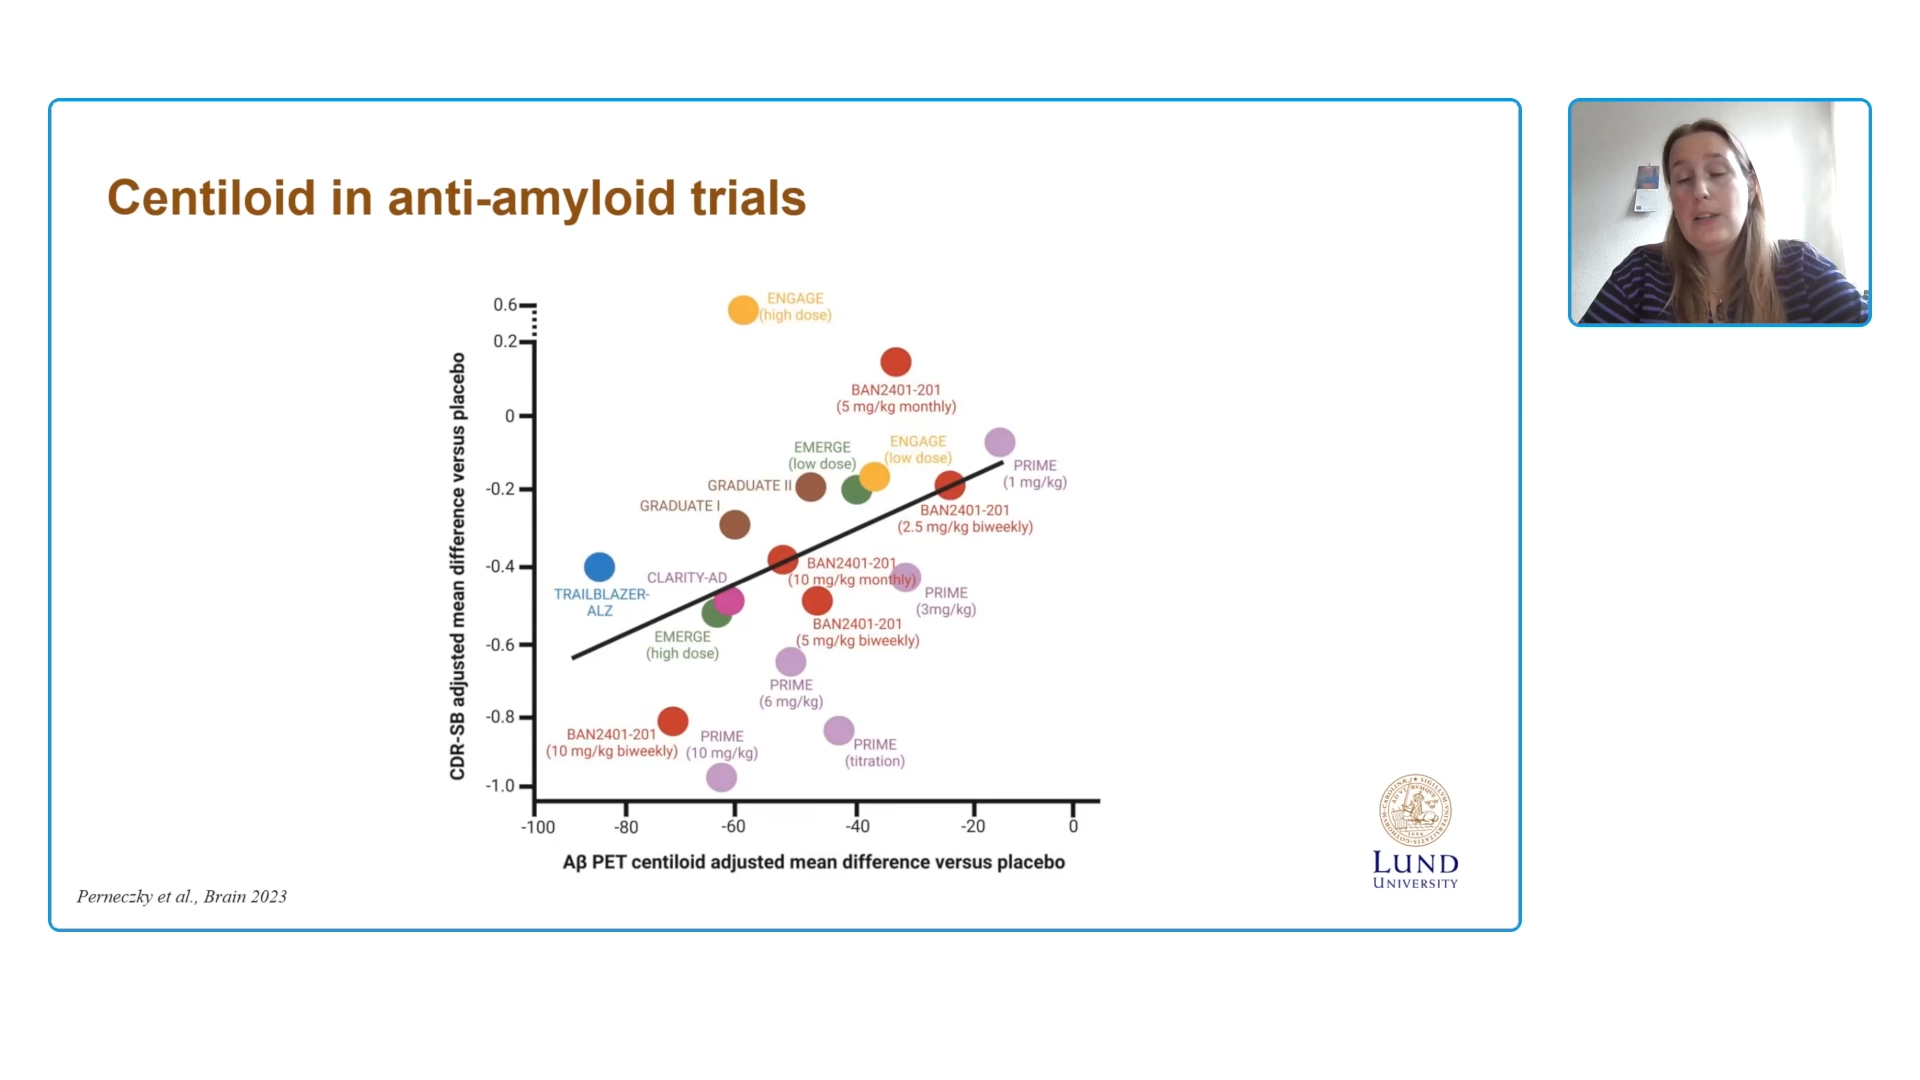 Centiloid in anti-amyloid trials
0.6
0.2
0
-0.2
-0.4
-0.6
-0.8
-1.0
CDR-SB adjusted mean difference versus placebo
ENGAGE
(high dose)
BAN2401-201
(5 mg/kg monthly)
EMERGE
(low dose)
ENGAGE
(low dose)
PRIME
(1 mg/kg)
GRADUATE II
GRADUATE I
BAN2401-201
(2.5 mg/kg biweekly)
TRAILBLAZER-
ALZ
CLARITY-AD
BAN2401-201
(10 mg/kg monthly)
PRIME
(3mg/kg)
EMERGE
(high dose)
BAN2401-201
(5 mg/kg biweekly)
PRIME
(6 mg/kg)
BAN2401-201
(10 mg/kg biweekly)
PRIME
(10 mg/kg)
PRIME
(titration)
-100 -80 -60 -40 -20 0
Aβ PET centiloid adjusted mean difference versus placebo
Perneczky et al., Brain 2023
LUND
UNIVERSITY